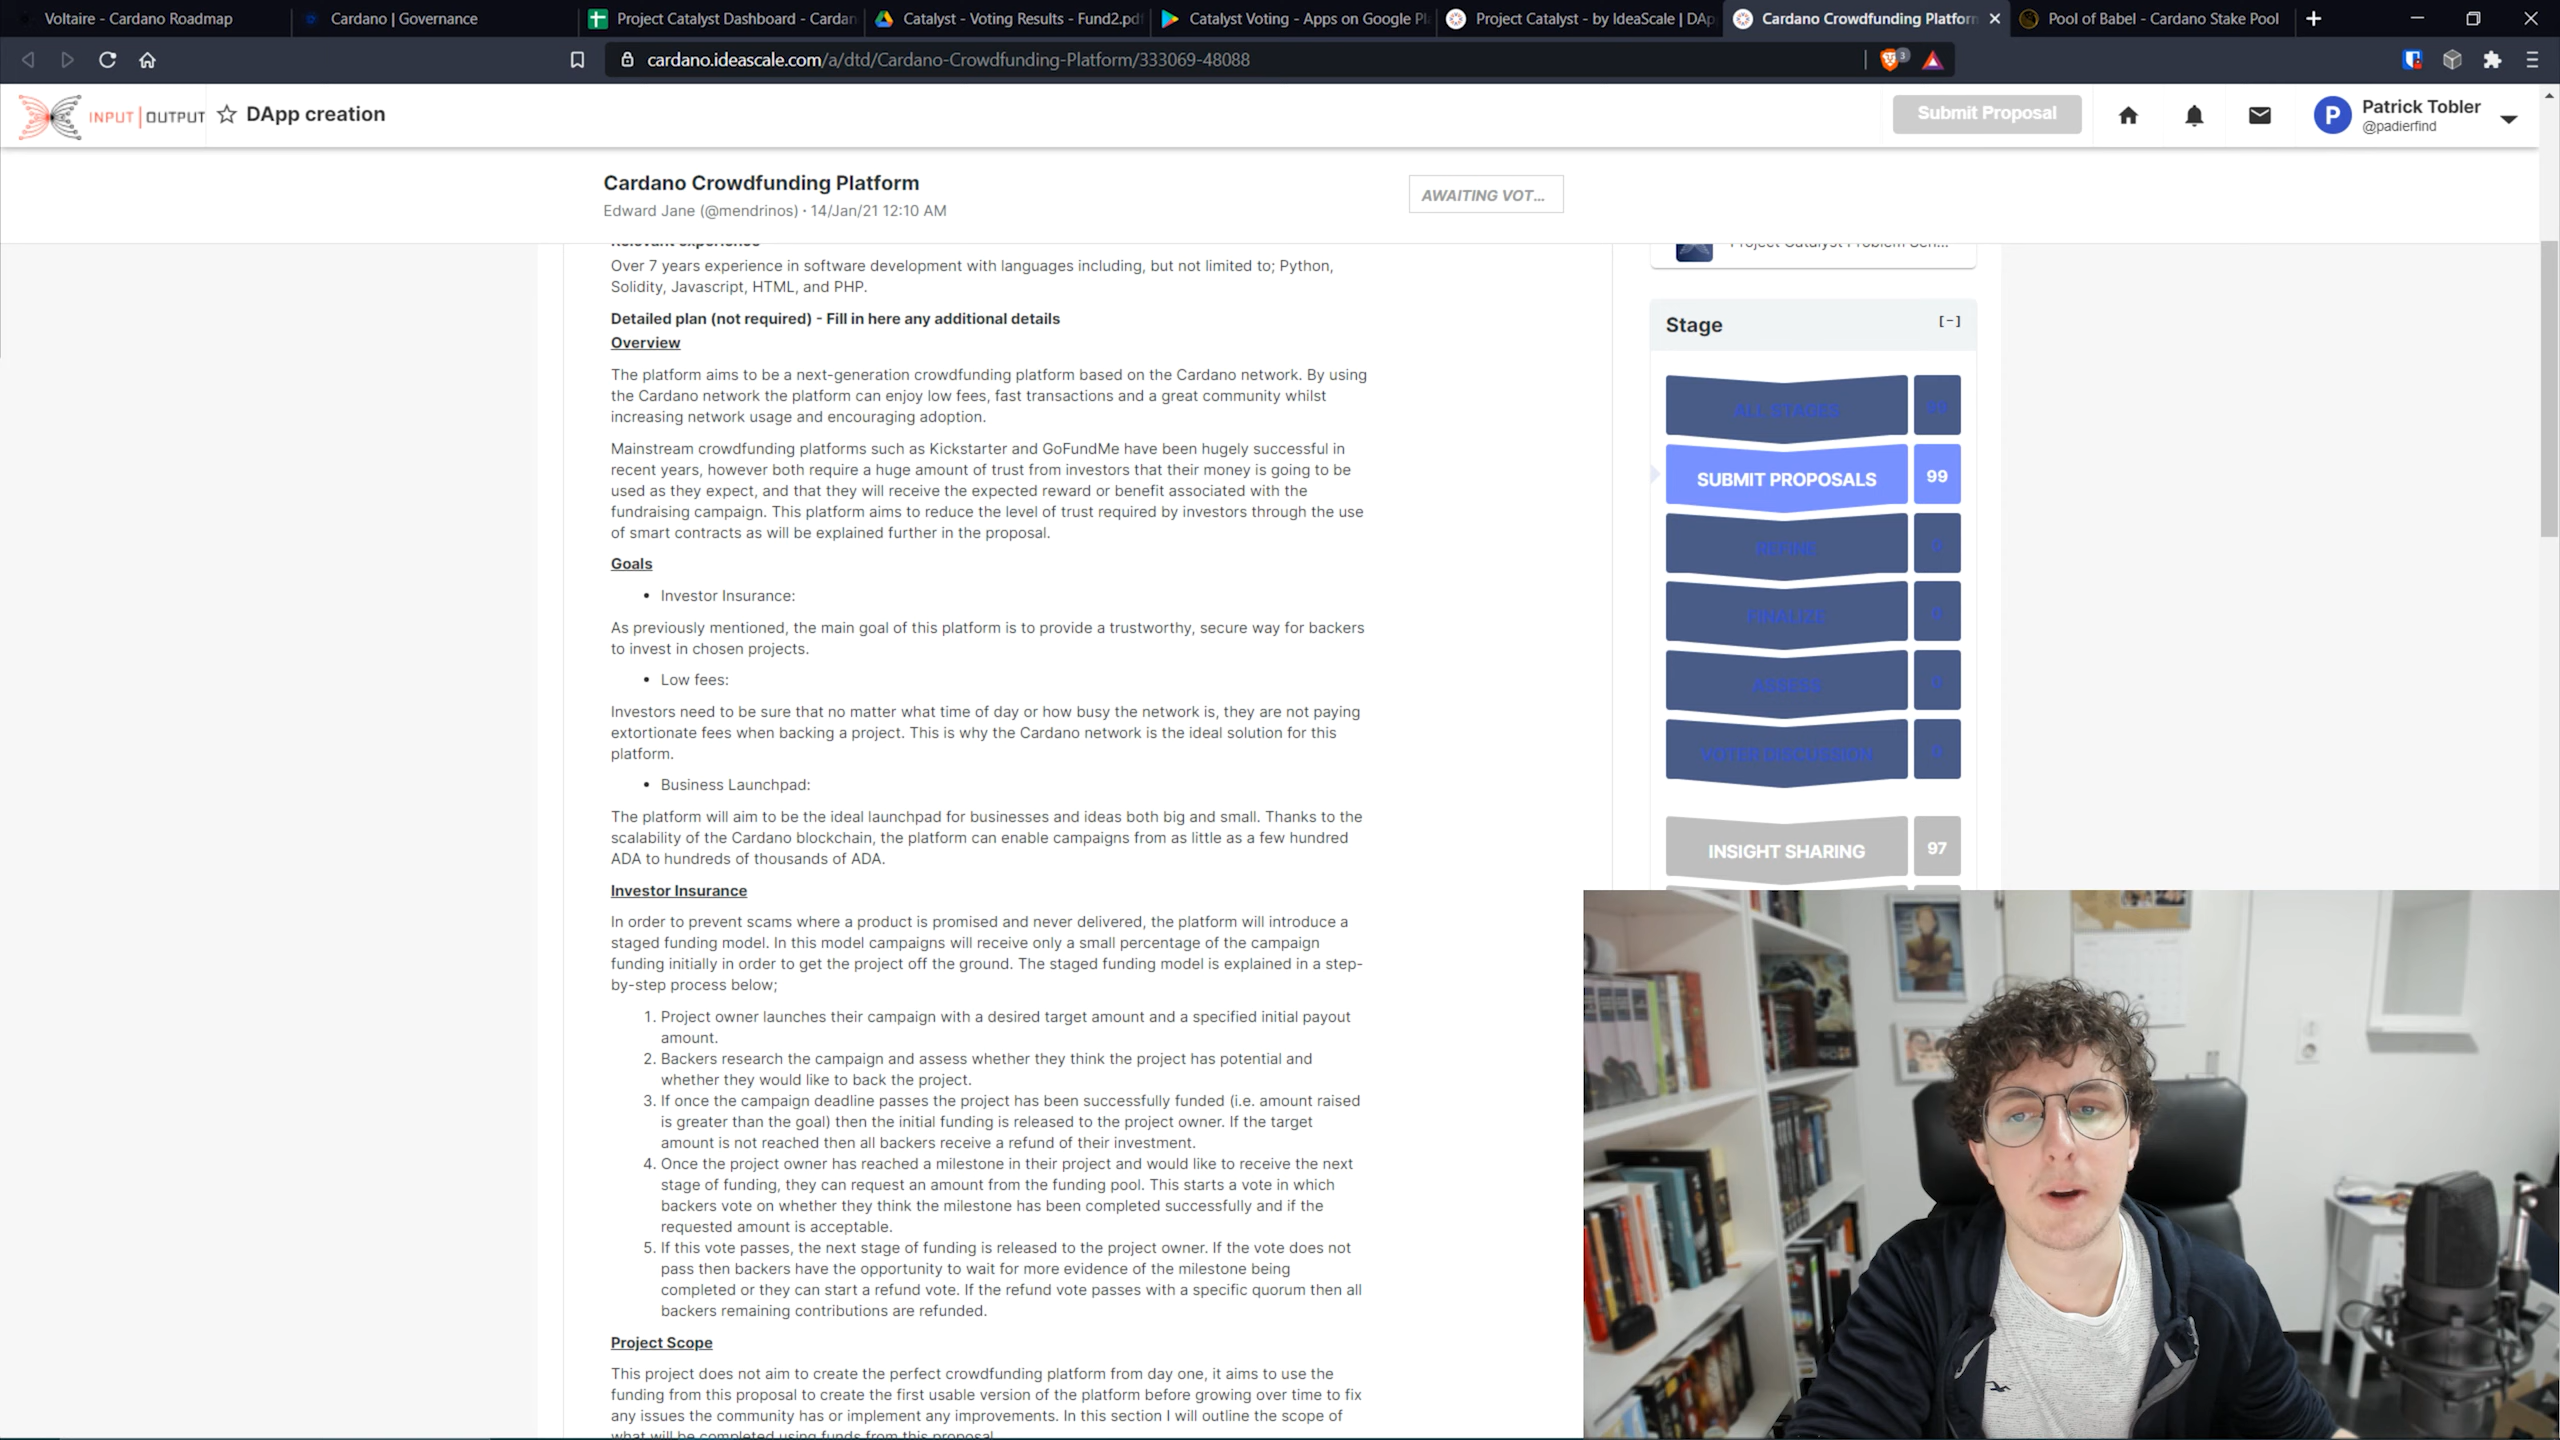 Voltaire - Cardano Roadmap
Cardano | Governance
Project Catalyst Dashboard - Cardan
Catalyst - Voting Results - Fund2.pdf
Catalyst Voting - Apps on Google Pl
Project Catalyst - by IdeaScale | DAp
Cardano Crowdfunding Platform
Pool of Babel - Cardano Stake Pool
cardano.ideascale.com/a/dtd/Cardano-Crowdfunding-Platform/333069-48088
3
INPUT | OUTPUT
DApp creation
Submit Proposal
P
Patrick Tobler
@padierfind
Cardano Crowdfunding Platform
Edward Jane (@mendrinos) · 14/Jan/21 12:10 AM
AWAITING VOT...
Relevant experience
Over 7 years experience in software development with languages including, but not limited to; Python,
Solidity, Javascript, HTML, and PHP.
Detailed plan (not required) - Fill in here any additional details
Overview
The platform aims to be a next-generation crowdfunding platform based on the Cardano network. By using
the Cardano network the platform can enjoy low fees, fast transactions and a great community whilst
increasing network usage and encouraging adoption.
Mainstream crowdfunding platforms such as Kickstarter and GoFundMe have been hugely successful in
recent years, however both require a huge amount of trust from investors that their money is going to be
used as they expect, and that they will receive the expected reward or benefit associated with the
fundraising campaign. This platform aims to reduce the level of trust required by investors through the use
of smart contracts as will be explained further in the proposal.
Goals
• Investor Insurance:
As previously mentioned, the main goal of this platform is to provide a trustworthy, secure way for backers
to invest in chosen projects.
• Low fees:
Investors need to be sure that no matter what time of day or how busy the network is, they are not paying
extortionate fees when backing a project. This is why the Cardano network is the ideal solution for this
platform.
• Business Launchpad:
The platform will aim to be the ideal launchpad for businesses and ideas both big and small. Thanks to the
scalability of the Cardano blockchain, the platform can enable campaigns from as little as a few hundred
ADA to hundreds of thousands of ADA.
Investor Insurance
In order to prevent scams where a product is promised and never delivered, the platform will introduce a
staged funding model. In this model campaigns will receive only a small percentage of the campaign
funding initially in order to get the project off the ground. The staged funding model is explained in a step-
by-step process below;
1. Project owner launches their campaign with a desired target amount and a specified initial payout
amount.
2. Backers research the campaign and assess whether they think the project has potential and
whether they would like to back the project.
3. If once the campaign deadline passes the project has been successfully funded (i.e. amount raised
is greater than the goal) then the initial funding is released to the project owner. If the target
amount is not reached then all backers receive a refund of their investment.
4. Once the project owner has reached a milestone in their project and would like to receive the next
stage of funding, they can request an amount from the funding pool. This starts a vote in which
backers vote on whether they think the milestone has been completed successfully and if the
requested amount is acceptable.
5. If this vote passes, the next stage of funding is released to the project owner. If the vote does not
pass then backers have the opportunity to wait for more evidence of the milestone being
completed or they can start a refund vote. If the refund vote passes with a specific quorum then all
backers remaining contributions are refunded.
Project Scope
This project does not aim to create the perfect crowdfunding platform from day one, it aims to use the
funding from this proposal to create the first usable version of the platform before growing over time to fix
any issues the community has or implement any improvements. In this section I will outline the scope of
what will be completed using funds from this proposal
Stage
[-]
ALL STAGES
SUBMIT PROPOSALS
99
REFINE
0
FINALIZE
0
ASSESS
0
VOTER DISCUSSION
0
INSIGHT SHARING
97